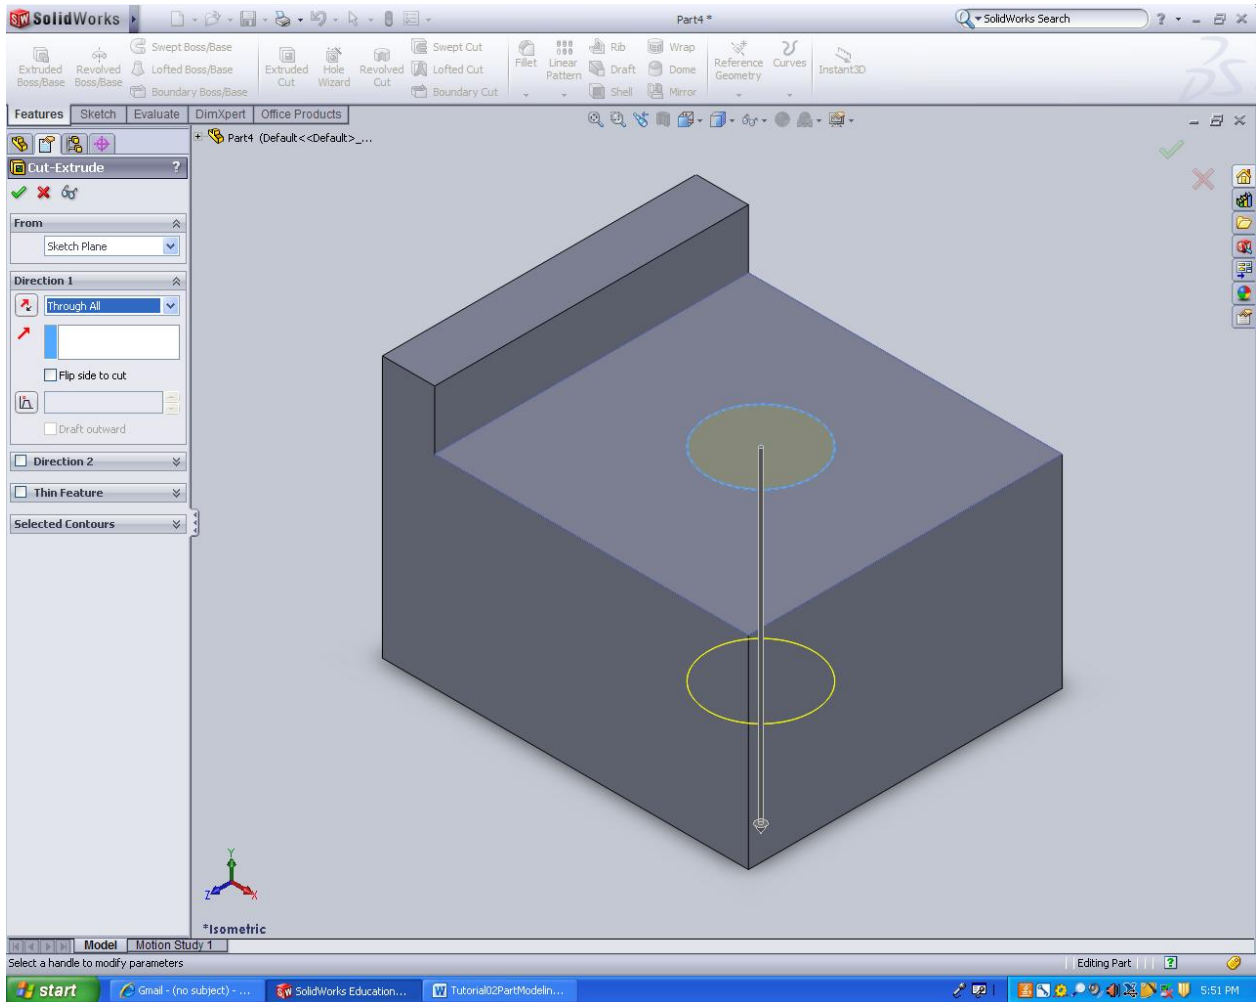 SolidWorks
Part4 *
SolidWorks Search
Extruded Boss/Base
Revolved Boss/Base
Swept Boss/Base
Lofted Boss/Base
Boundary Boss/Base
Extruded Cut
Hole Wizard
Revolved Cut
Swept Cut
Lofted Cut
Boundary Cut
Fillet
Linear Pattern
Rib
Draft
Shell
Wrap
Dome
Mirror
Reference Geometry
Curves
Instant3D
Features Sketch Evaluate DimXpert Office Products
Part4 (Default<<Default>_...
Cut-Extrude ?
From
Sketch Plane
Direction 1
Through All
Flip side to cut
Draft outward
Direction 2
Thin Feature
Selected Contours
Y
Z X
*Isometric
Model Motion Study 1
Select a handle to modify parameters
Editing Part
start
Gmail - (no subject) - ...
SolidWorks Education...
Tutorial02PartModelin...
5:51 PM